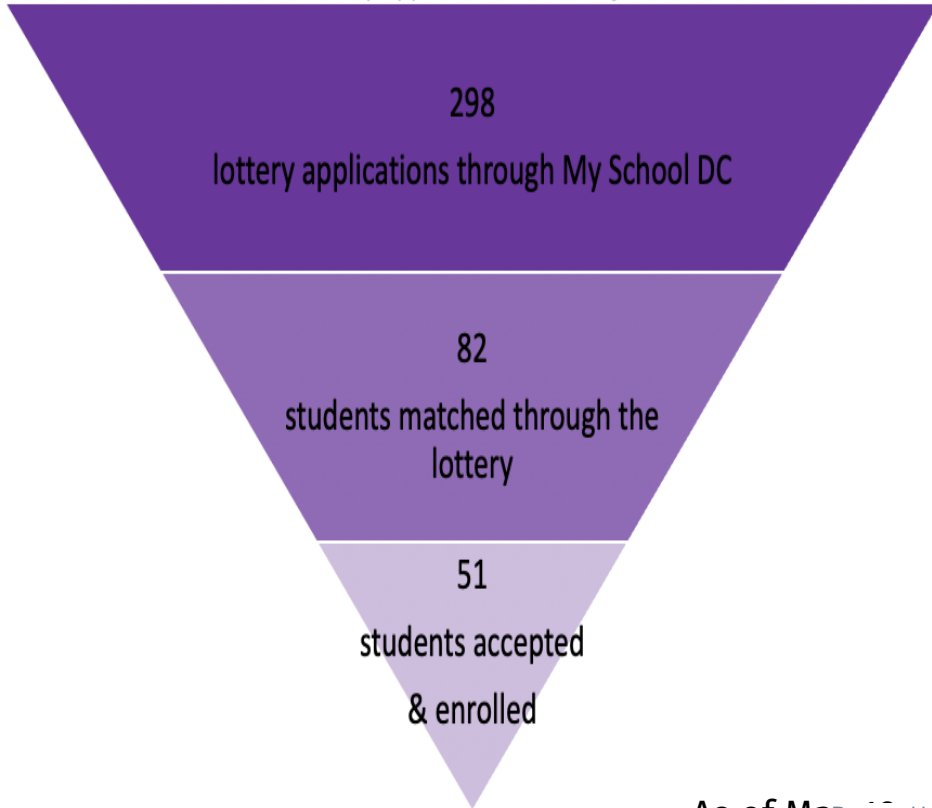 298
lottery applications through My School DC
82
students matched through the
lottery
51
students accepted
& enrolled
As of